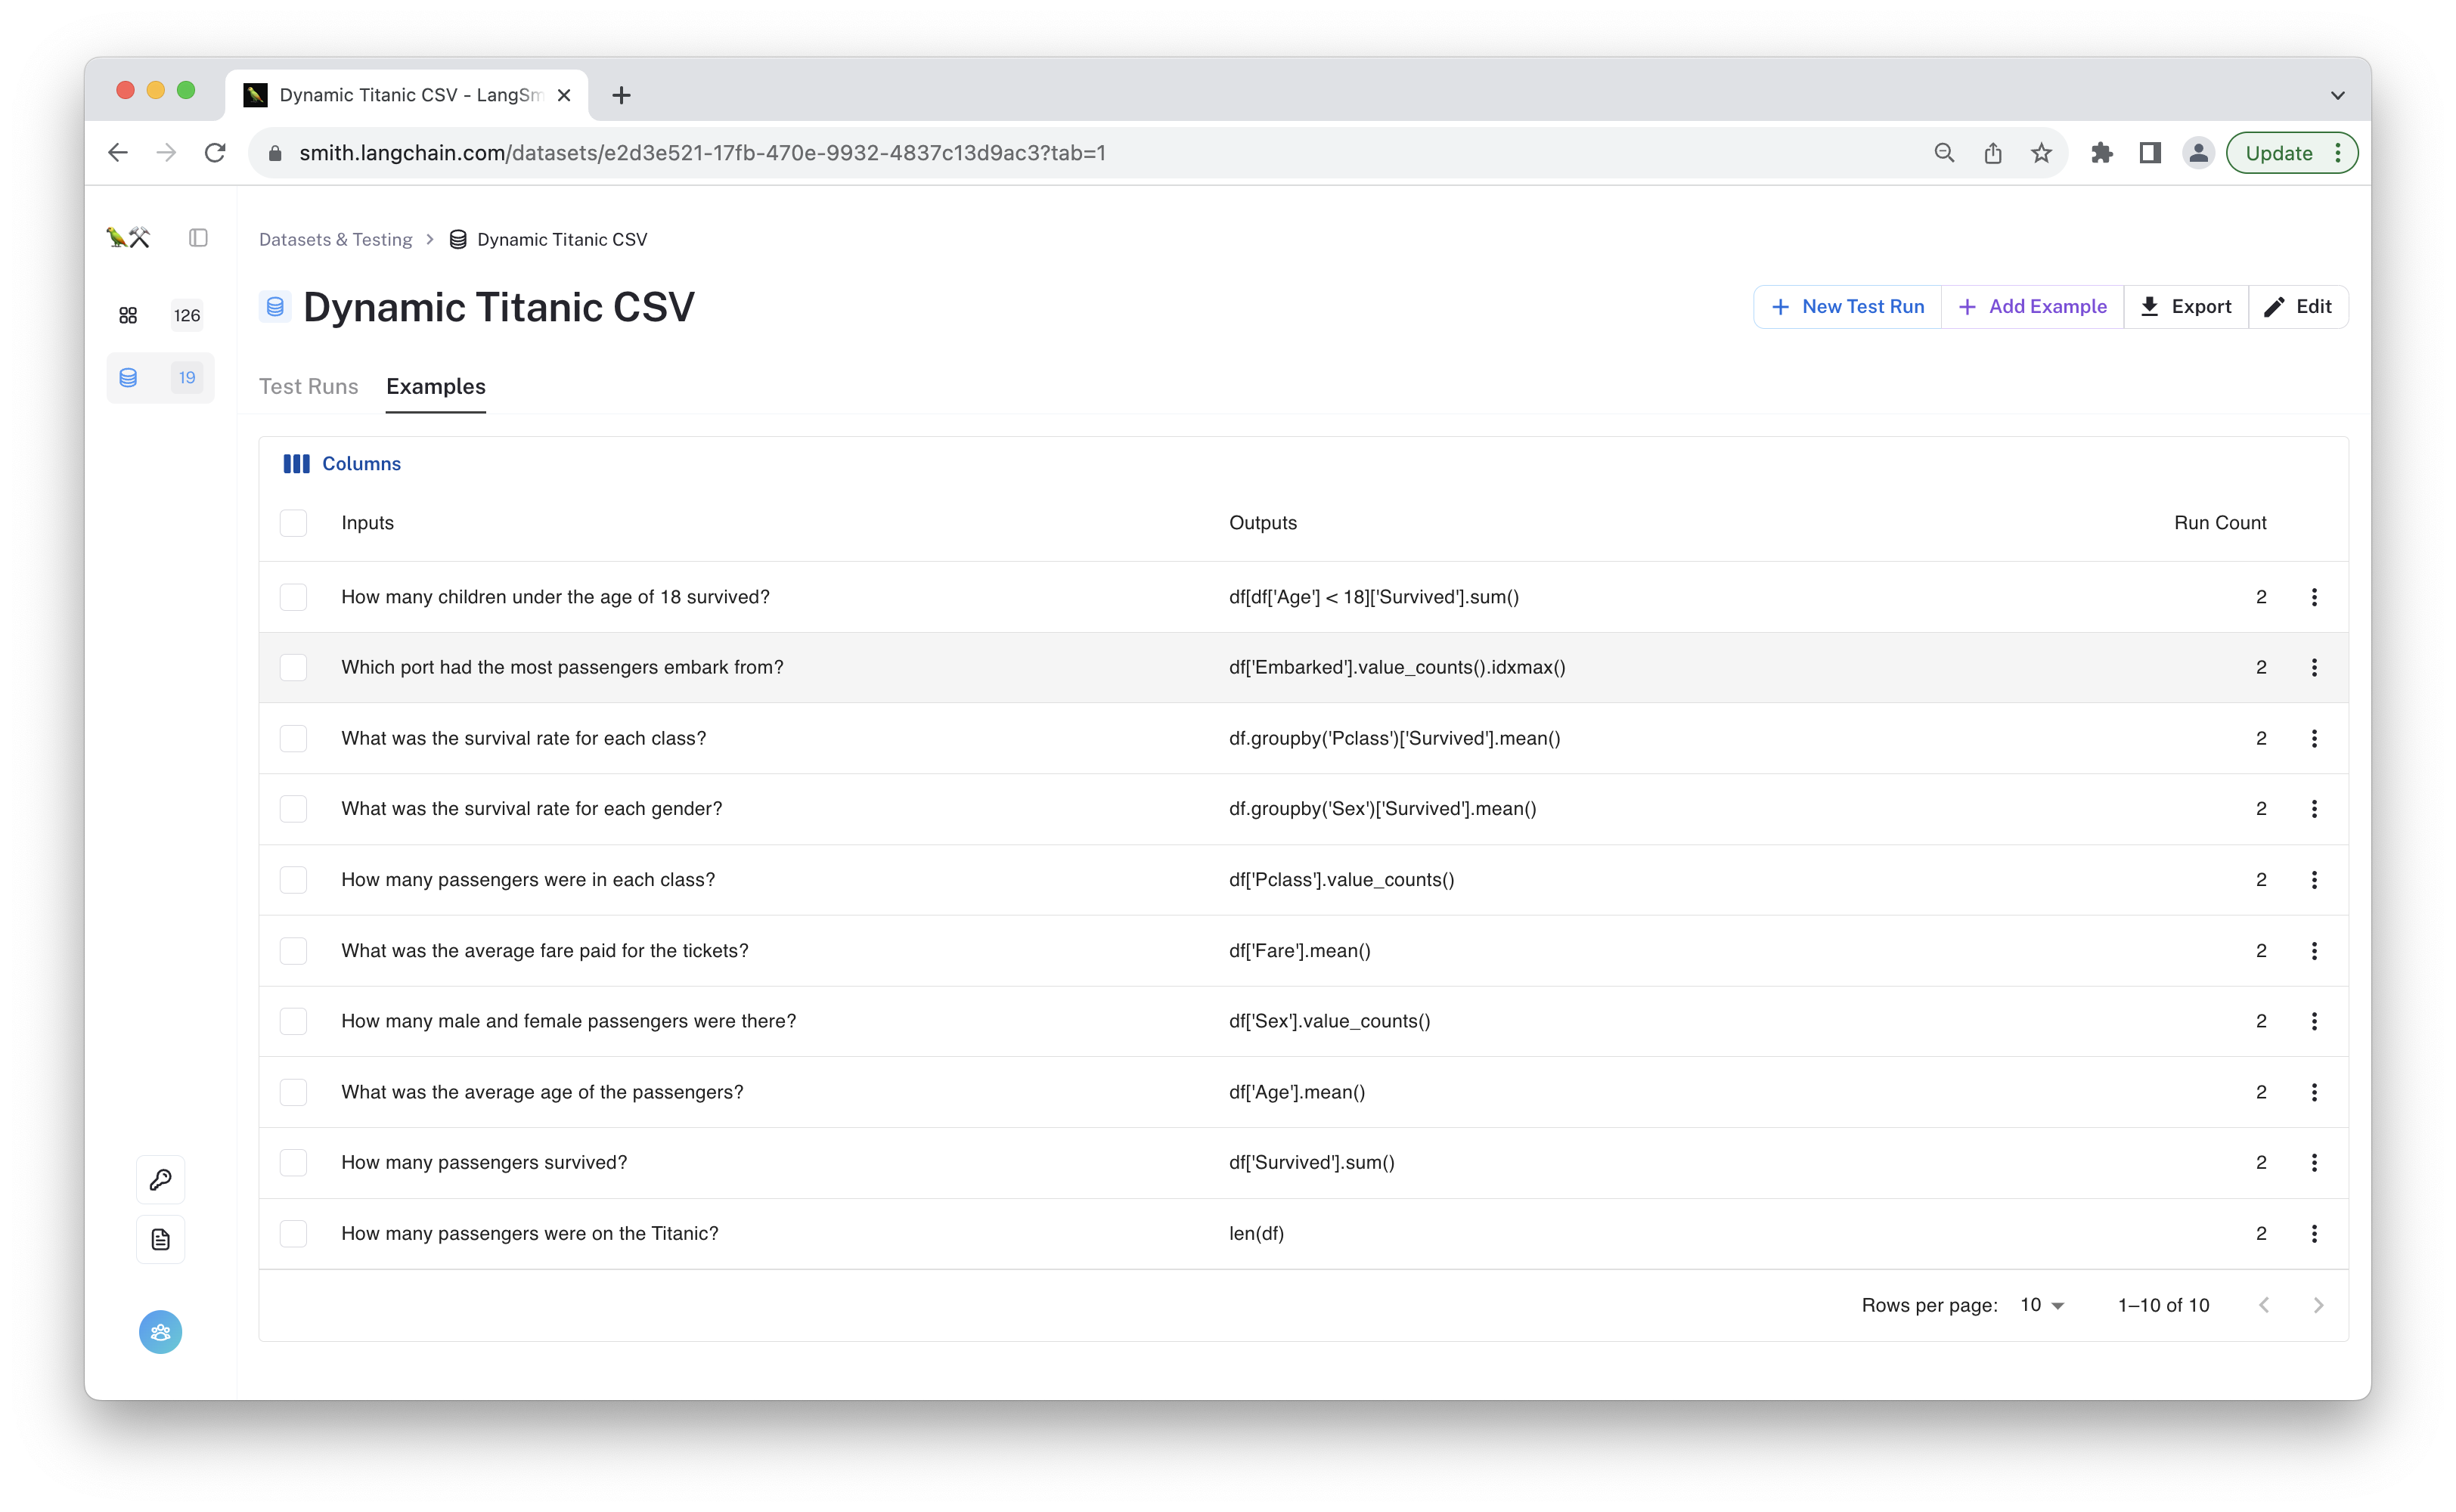 Dynamic Titanic CSV - LangSm
smith.langchain.com/datasets/e2d3e521-17fb-470e-9932-4837c13d9ac3?tab=1
Update
126
19
Datasets & Testing > Dynamic Titanic CSV
Dynamic Titanic CSV
+ New Test Run + Add Example Export Edit
Test Runs Examples
Columns
Inputs Outputs Run Count
How many children under the age of 18 survived? df[df['Age'] < 18]['Survived'].sum() 2
Which port had the most passengers embark from? df['Embarked'].value_counts().idxmax() 2
What was the survival rate for each class? df.groupby('Pclass')['Survived'].mean() 2
What was the survival rate for each gender? df.groupby('Sex')['Survived'].mean() 2
How many passengers were in each class? df['Pclass'].value_counts() 2
What was the average fare paid for the tickets? df['Fare'].mean() 2
How many male and female passengers were there? df['Sex'].value_counts() 2
What was the average age of the passengers? df['Age'].mean() 2
How many passengers survived? df['Survived'].sum() 2
How many passengers were on the Titanic? len(df) 2
Rows per page: 10 1–10 of 10